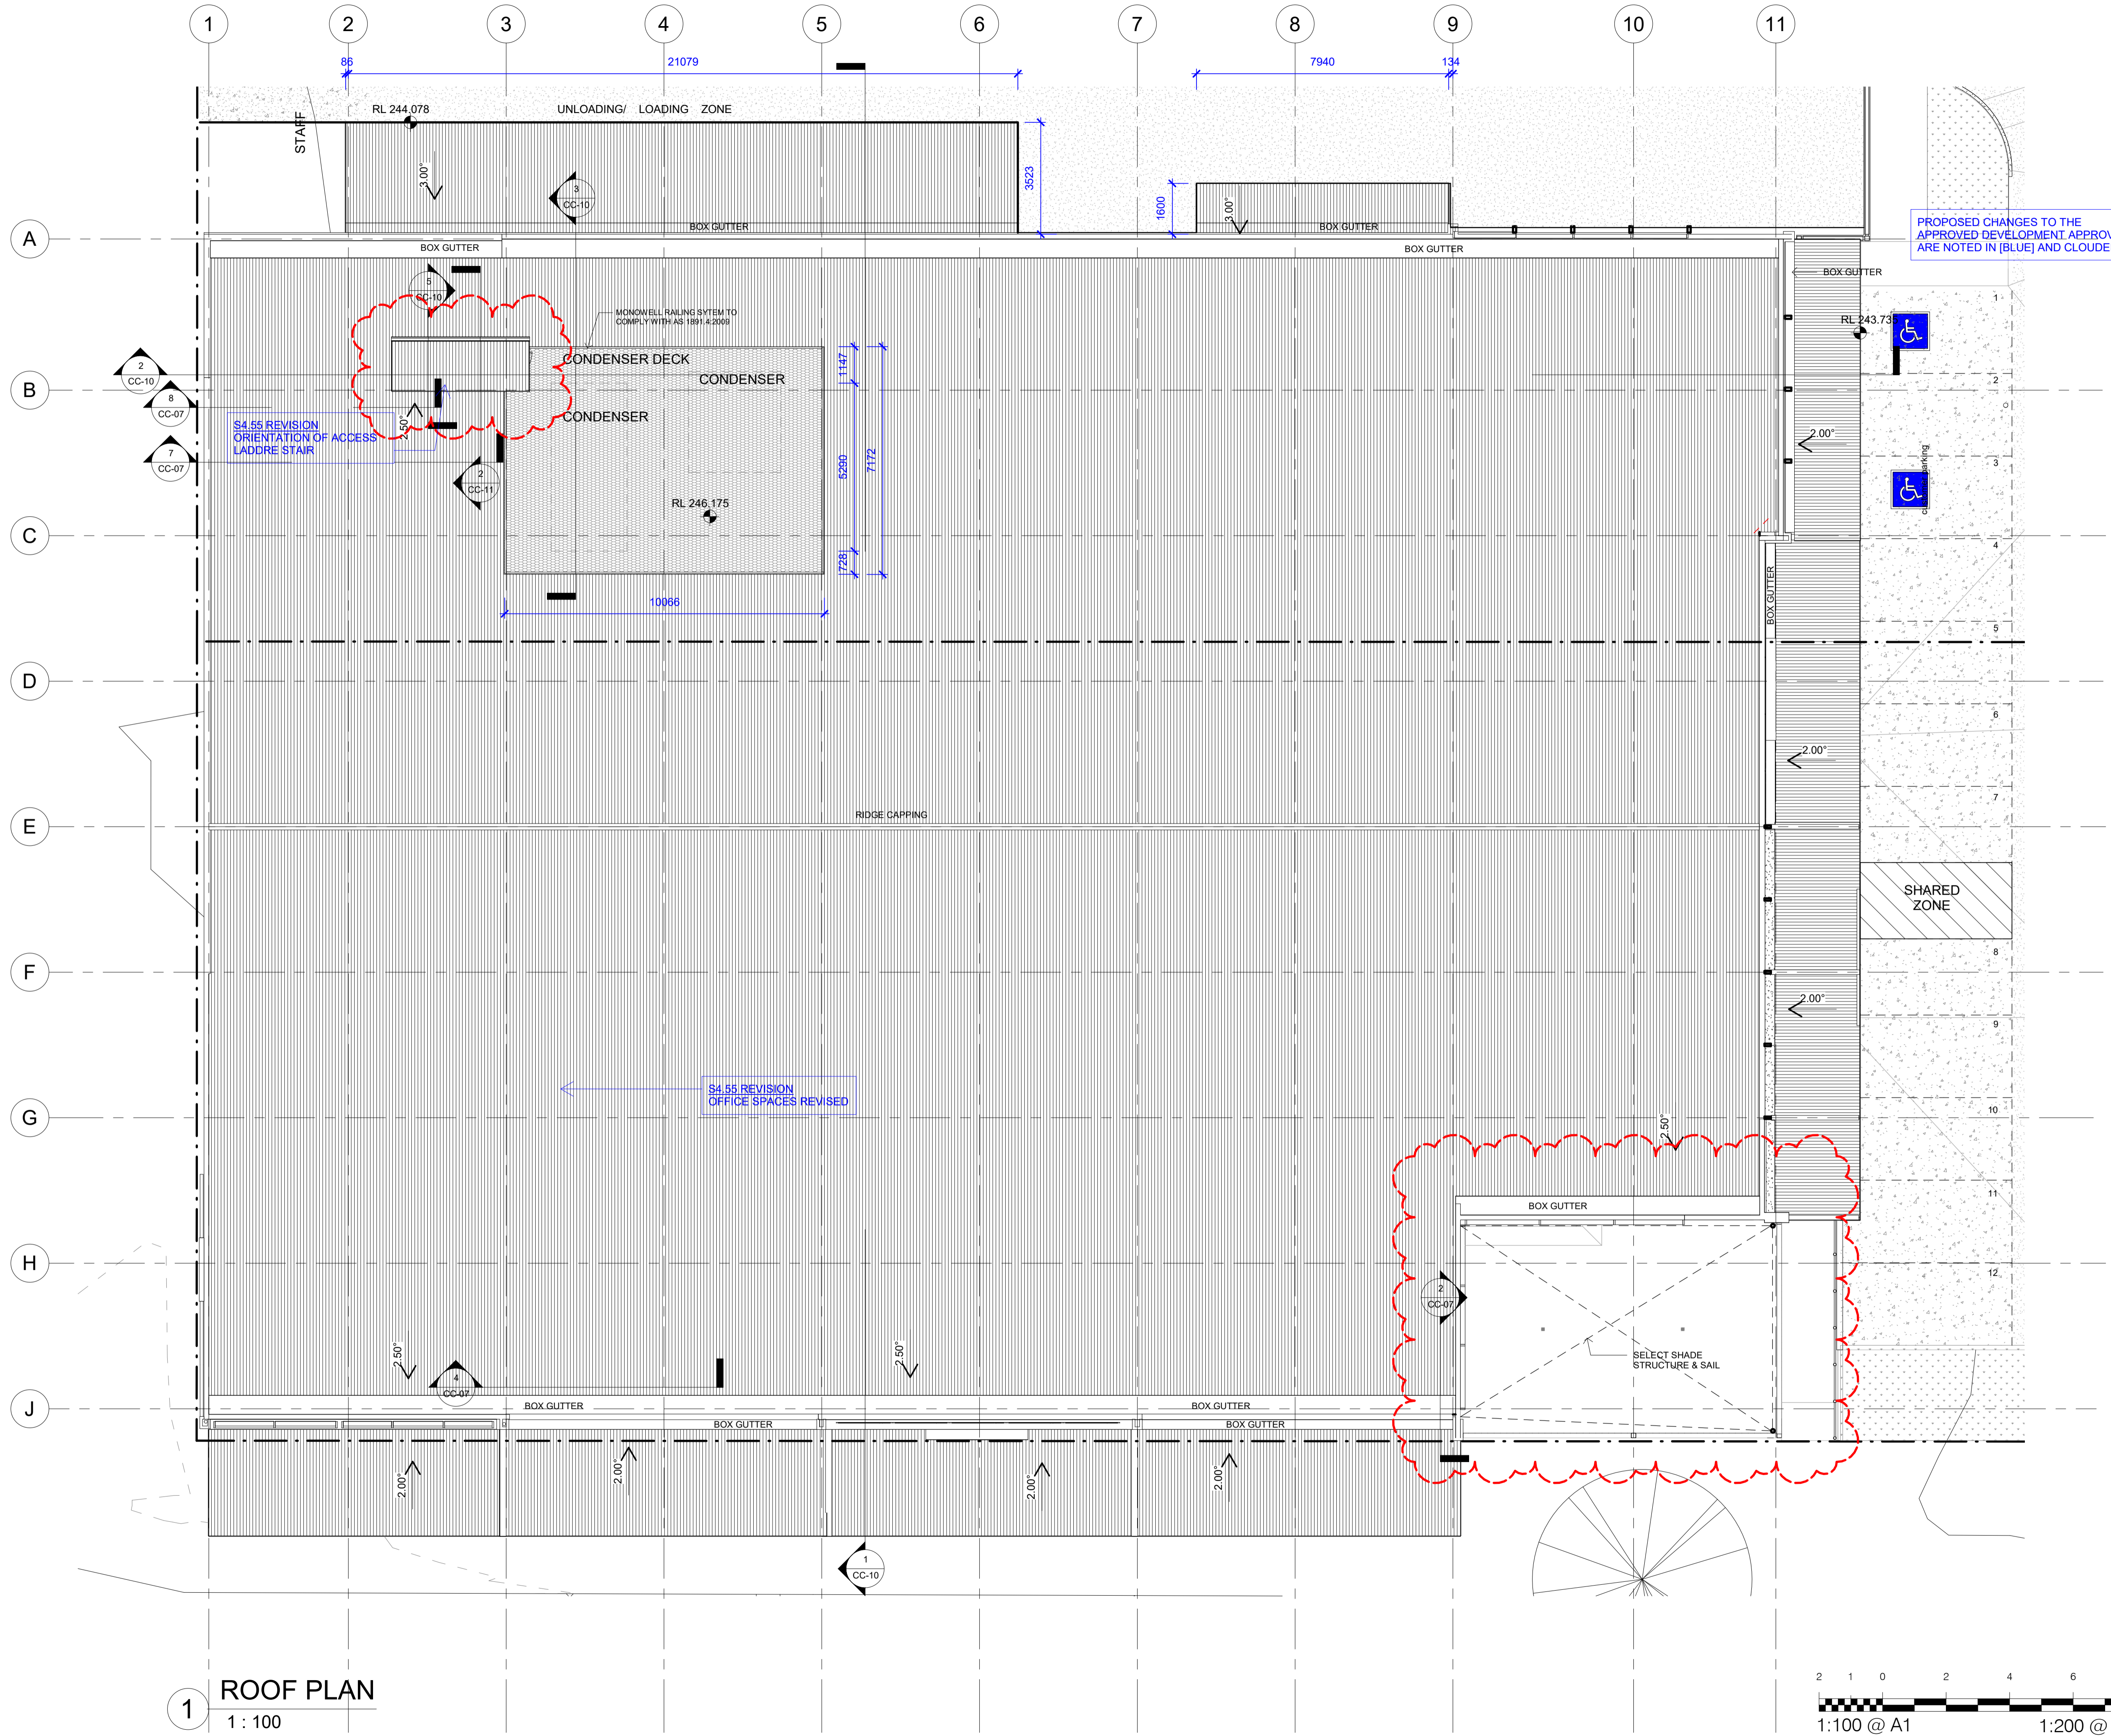 1 2 3 4 5 6 7 8 9 10 11
86 21079 7940 134
RL 244.078
UNLOADING/ LOADING ZONE
STAFF
3.00°
3
CC-10
3523
1600
3.00°
BOX GUTTER
BOX GUTTER
A
BOX GUTTER
BOX GUTTER
PROPOSED CHANGES TO THE
APPROVED DEVELOPMENT APPROV
ARE NOTED IN [BLUE] AND CLOUDE
BOX GUTTER
5
CC-10
MONOWELL RAILING SYTEM TO
COMPLY WITH AS 1891.4:2009
1
RL 243.735
CONDENSER DECK
CONDENSER
CONDENSER
1147
2
CC-10
B
8
CC-07
2
S4.55 REVISION
ORIENTATION OF ACCESS
LADDRE STAIR
2.50°
2.00°
7
CC-07
2
CC-11
5290
7172
3
RL 246.175
C
4
728
BOX GUTTER
10066
5
D
6
2.00°
7
RIDGE CAPPING
E
SHARED
ZONE
8
F
2.00°
9
S4.55 REVISION
OFFICE SPACES REVISED
G
10
2.50°
11
BOX GUTTER
H
12
2
CC-07
SELECT SHADE
STRUCTURE & SAIL
2.50°
2.50°
4
CC-07
J
BOX GUTTER
BOX GUTTER
BOX GUTTER
BOX GUTTER
2.00°
2.00°
2.00°
2.00°
1
CC-10
1
ROOF PLAN
1 : 100
2 1 0 2 4 6
1:100 @ A1
1:200 @